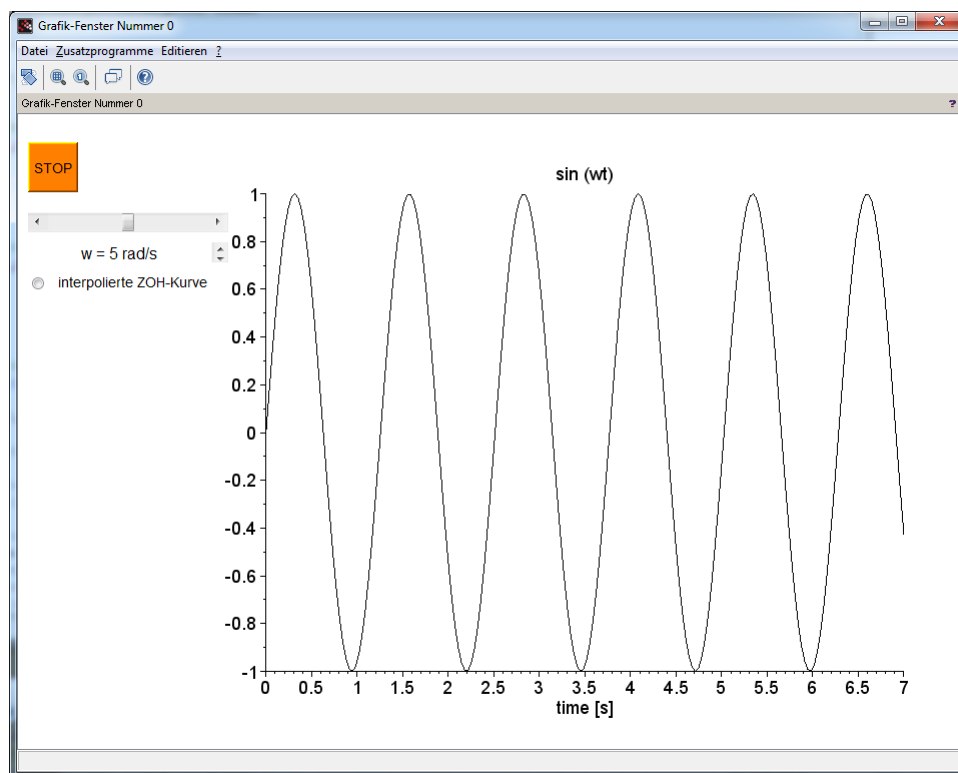 Grafik-Fenster Nummer 0
Datei Zusatzprogramme Editieren ?
Grafik-Fenster Nummer 0 ?
STOP
w = 5 rad/s
interpolierte ZOH-Kurve
sin (wt)
1
0.8
0.6
0.4
0.2
0
-0.2
-0.4
-0.6
-0.8
-1
0 0.5 1 1.5 2 2.5 3 3.5 4 4.5 5 5.5 6 6.5 7
time [s]